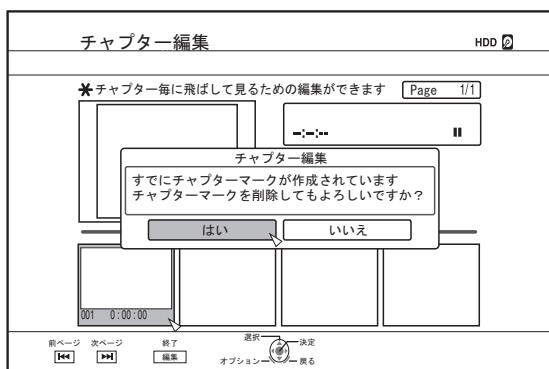 チャプター編集
HDD
✱チャプター毎に飛ばして見るための編集ができます
Page 1/1
-:-:--
チャプター編集
すでにチャプターマークが作成されています
チャプターマークを削除してもよろしいですか?
はい いいえ
001 0:00:00
前ページ 次ページ 終了
編集
選択 決定
オプション 戻る